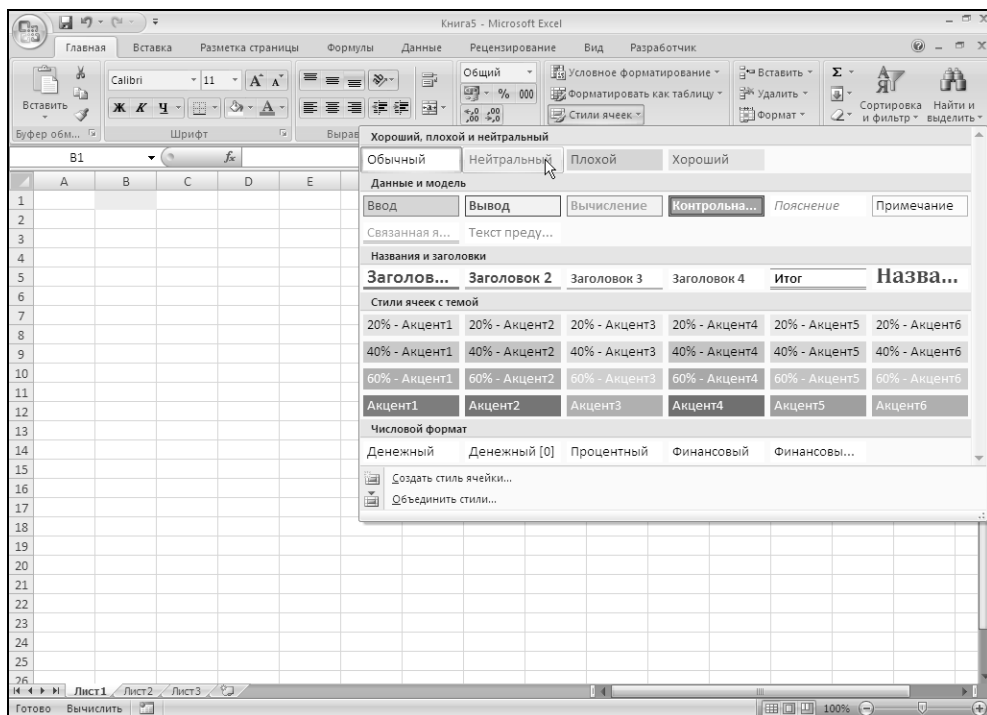 Книга5 - Microsoft Excel
Главная Вставка Разметка страницы Формулы Данные Рецензирование Вид Разработчик
Calibri 11 Общий Условное форматирование Вставить Σ
Ж К Ч % 000 Форматировать как таблицу Удалить
Вставить Стили ячеек Формат Сортировка и фильтр Найти и выделить
Буфер обм... Шрифт Вырав
B1 fx
Хороший, плохой и нейтральный
Обычный Нейтральный Плохой Хороший
A B C D E
Данные и модель
Ввод Вывод Вычисление Контрольна... Пояснение Примечание
Связанная я... Текст преду...
Названия и заголовки
Заголов... Заголовок 2 Заголовок 3 Заголовок 4 Итог Назва...
Стили ячеек с темой
20% - Акцент1 20% - Акцент2 20% - Акцент3 20% - Акцент4 20% - Акцент5 20% - Акцент6
40% - Акцент1 40% - Акцент2 40% - Акцент3 40% - Акцент4 40% - Акцент5 40% - Акцент6
60% - Акцент1 60% - Акцент2 60% - Акцент3 60% - Акцент4 60% - Акцент5 60% - Акцент6
Акцент1 Акцент2 Акцент3 Акцент4 Акцент5 Акцент6
Числовой формат
Денежный Денежный [0] Процентный Финансовый Финансовы...
Создать стиль ячейки...
Объединить стили...
1
2
3
4
5
6
7
8
9
10
11
12
13
14
15
16
17
18
19
20
21
22
23
24
25
26
Лист1 Лист2 Лист3
Готово Вычислить 100%